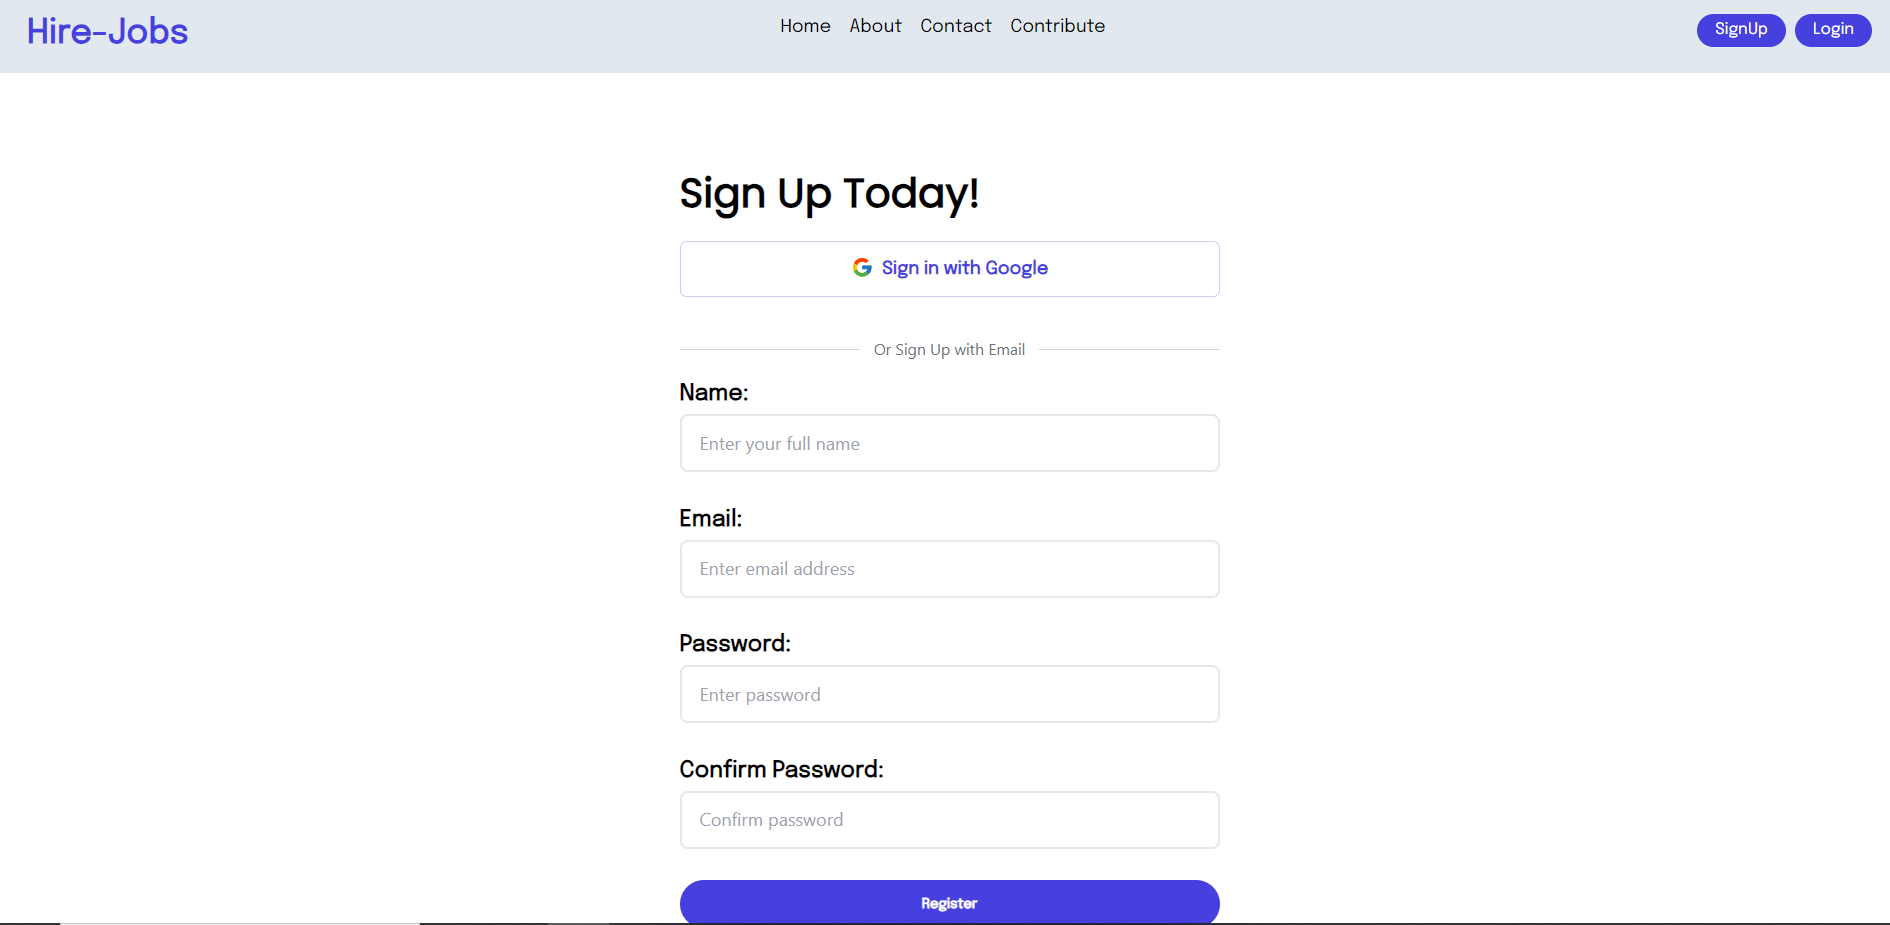 Hire-Jobs
Home About Contact Contribute
SignUp Login
Sign Up Today!
Sign in with Google
Or Sign Up with Email
Name:
Enter your full name
Email:
Enter email address
Password:
Enter password
Confirm Password:
Confirm password
Register